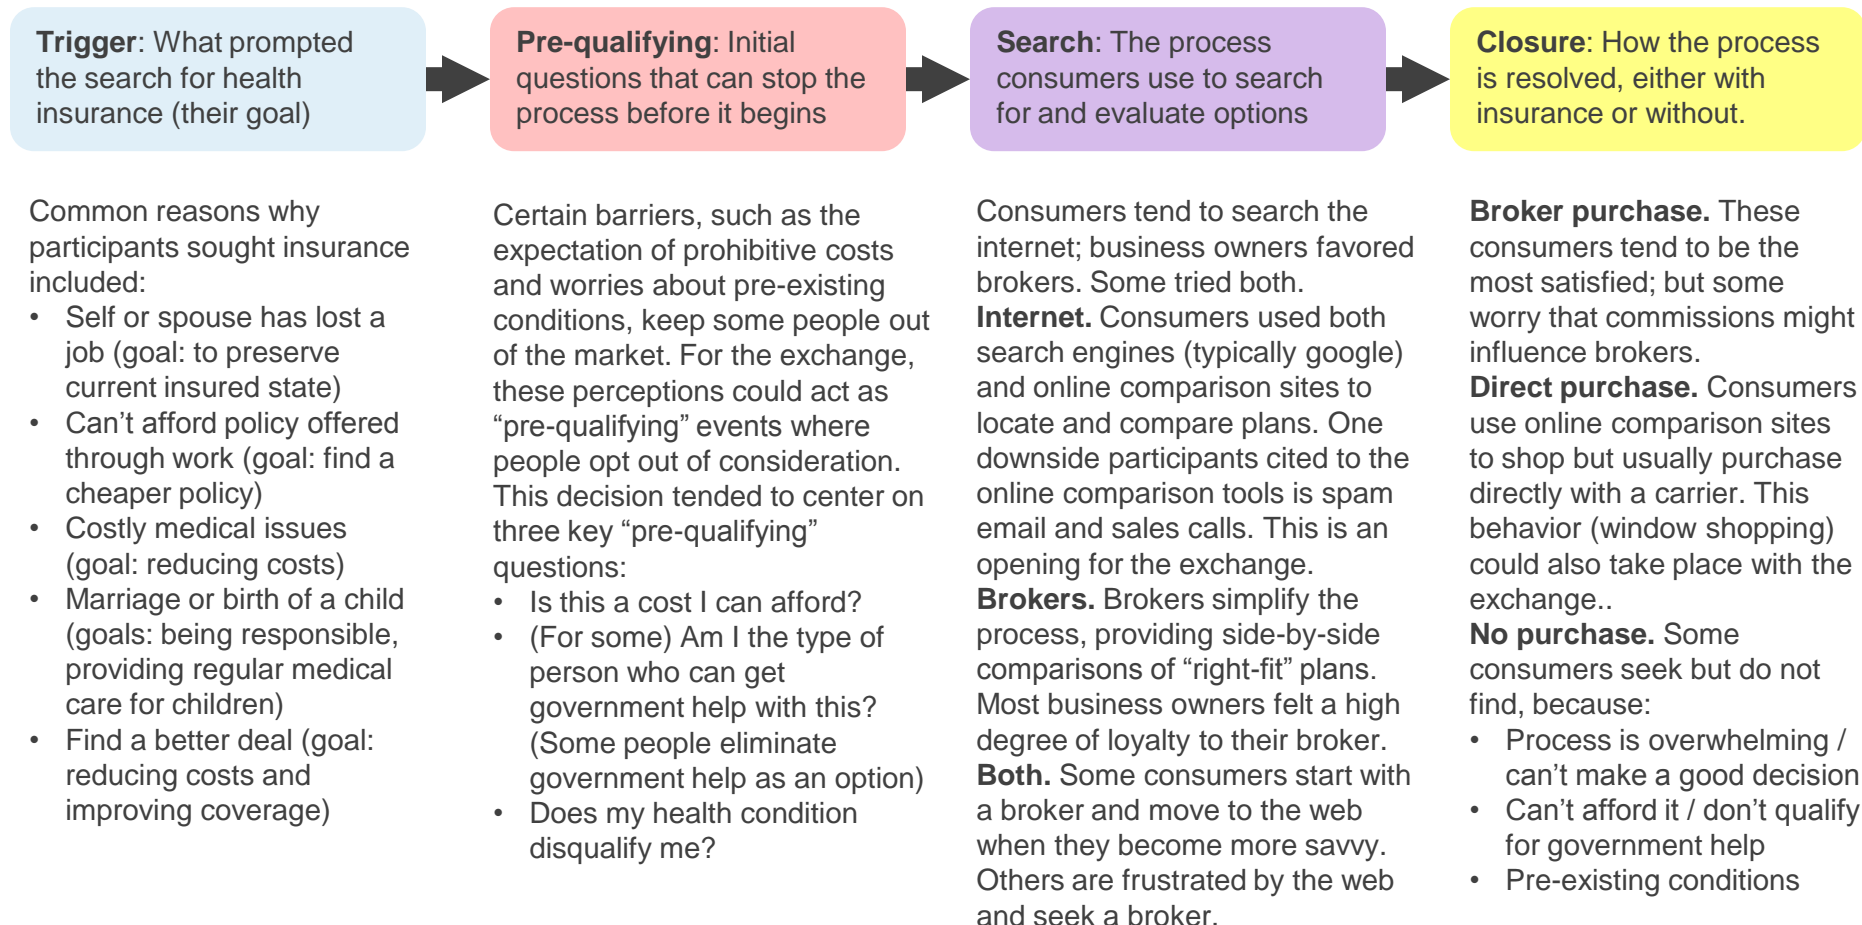 Trigger: What prompted
the search for health
insurance (their goal)
Pre-qualifying: Initial
questions that can stop the
process before it begins
Search: The process
consumers use to search
for and evaluate options
Closure: How the process
is resolved, either with
insurance or without.
Common reasons why
participants sought insurance
included:
• Self or spouse has lost a
job (goal: to preserve
current insured state)
• Can’t afford policy offered
through work (goal: find a
cheaper policy)
• Costly medical issues
(goal: reducing costs)
• Marriage or birth of a child
(goals: being responsible,
providing regular medical
care for children)
• Find a better deal (goal:
reducing costs and
improving coverage)
Certain barriers, such as the
expectation of prohibitive costs
and worries about pre-existing
conditions, keep some people out
of the market. For the exchange,
these perceptions could act as
“pre-qualifying” events where
people opt out of consideration.
This decision tended to center on
three key “pre-qualifying”
questions:
• Is this a cost I can afford?
• (For some) Am I the type of
person who can get
government help with this?
(Some people eliminate
government help as an option)
• Does my health condition
disqualify me?
Consumers tend to search the
internet; business owners favored
brokers. Some tried both.
Internet. Consumers used both
search engines (typically google)
and online comparison sites to
locate and compare plans. One
downside participants cited to the
online comparison tools is spam
email and sales calls. This is an
opening for the exchange.
Brokers. Brokers simplify the
process, providing side-by-side
comparisons of “right-fit” plans.
Most business owners felt a high
degree of loyalty to their broker.
Both. Some consumers start with
a broker and move to the web
when they become more savvy.
Others are frustrated by the web
and seek a broker.
Broker purchase. These
consumers tend to be the
most satisfied; but some
worry that commissions might
influence brokers.
Direct purchase. Consumers
use online comparison sites
to shop but usually purchase
directly with a carrier. This
behavior (window shopping)
could also take place with the
exchange..
No purchase. Some
consumers seek but do not
find, because:
• Process is overwhelming /
can’t make a good decision
• Can’t afford it / don’t qualify
for government help
• Pre-existing conditions